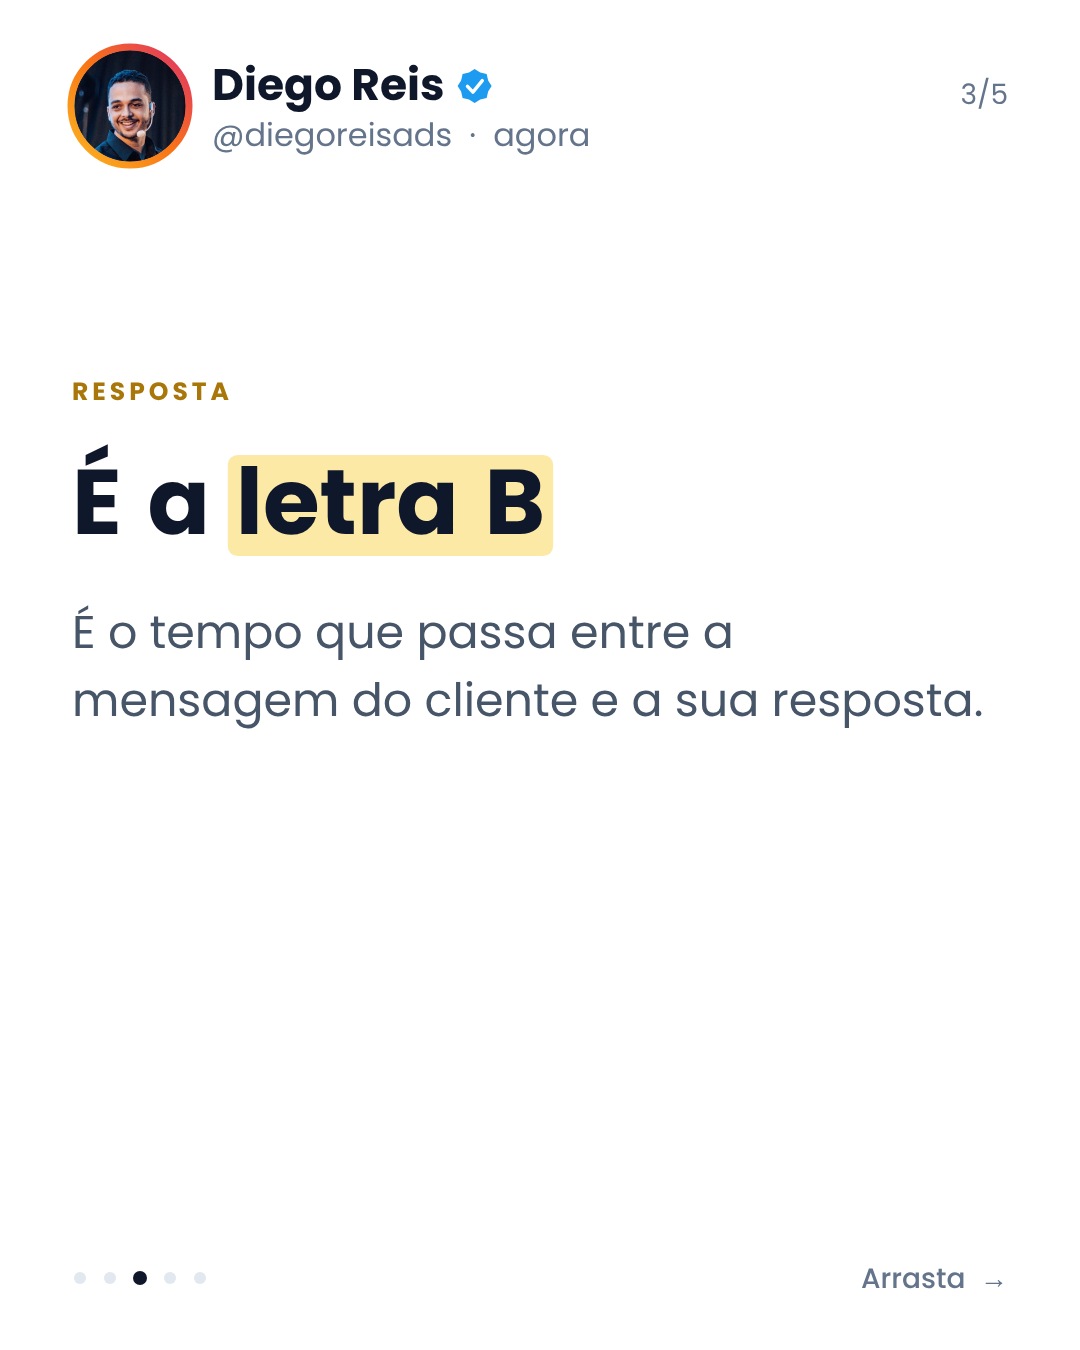 Diego Reis
@diegoreisads · agora
3/5
RESPOSTA
É a letra B
É o tempo que passa entre a
mensagem do cliente e a sua resposta.
Arrasta →